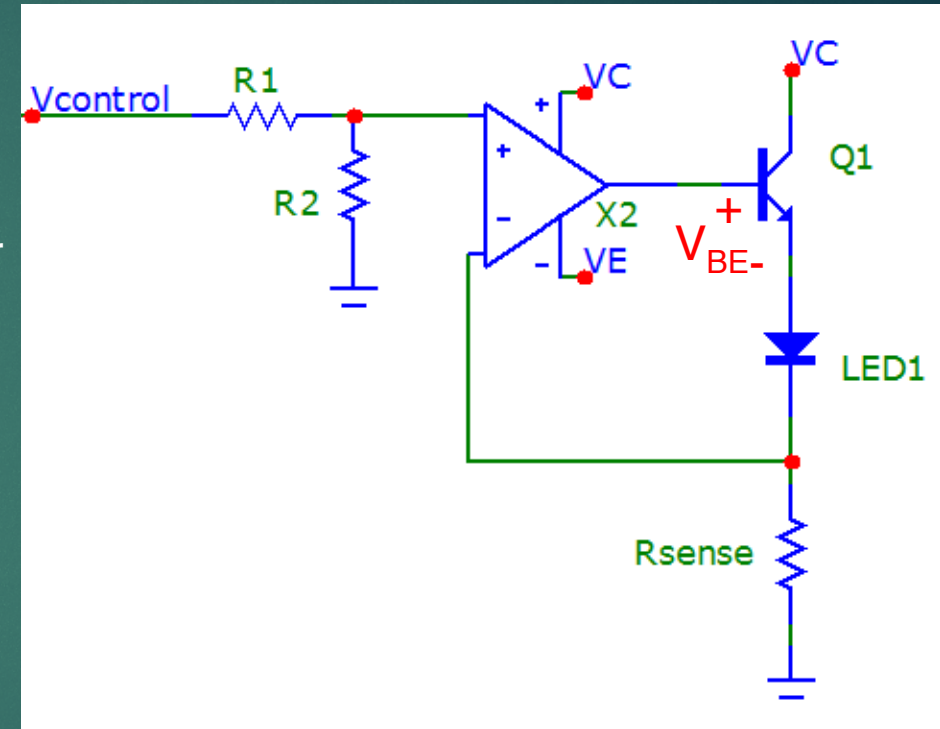 VC
VC
R1
Vcontrol
+
Q1
+
R2
X2
+
-
VBE-
-
VE
LED1
Rsense